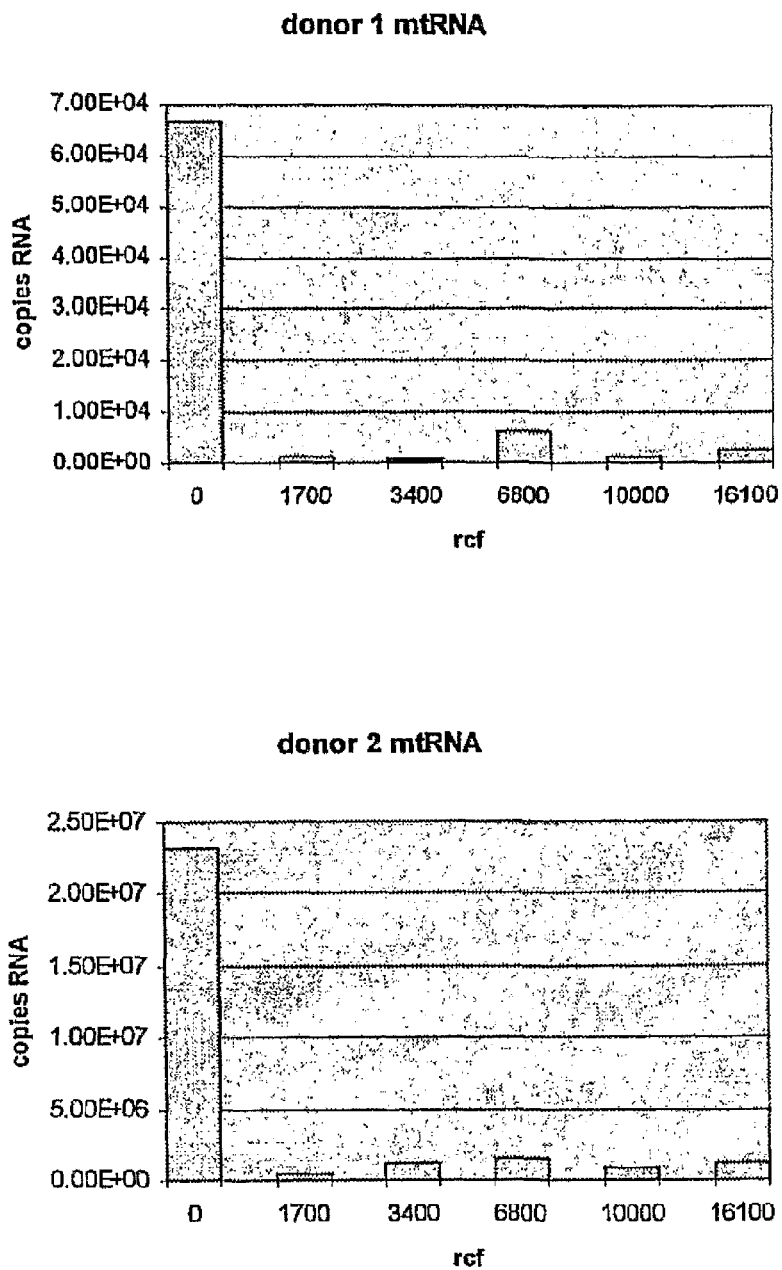 donor 1 mtRNA
7.00E+04
6.00E+04
5.00E+04
4.00E+04
3.00E+04
2.00E+04
1.00E+04
0.00E+00
copies RNA
0 1700 3400 6800 10000 16100
rcf
donor 2 mtRNA
2.50E+07
2.00E+07
1.50E+07
1.00E+07
5.00E+06
0.00E+00
copies RNA
0 1700 3400 6800 10000 16100
rcf